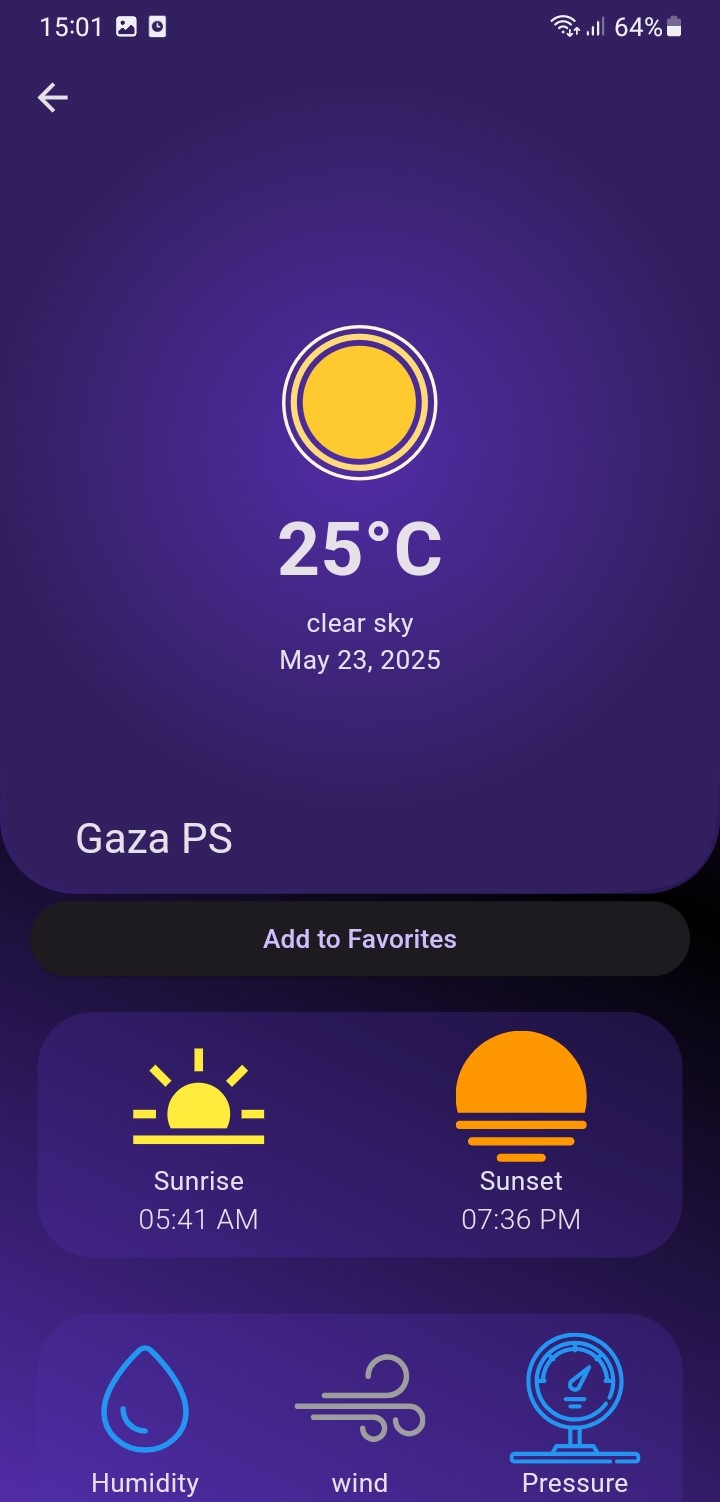 15:01 64%
25°C
clear sky
May 23, 2025
Gaza PS
Add to Favorites
Sunrise Sunset
05:41 AM 07:36 PM
Humidity wind Pressure